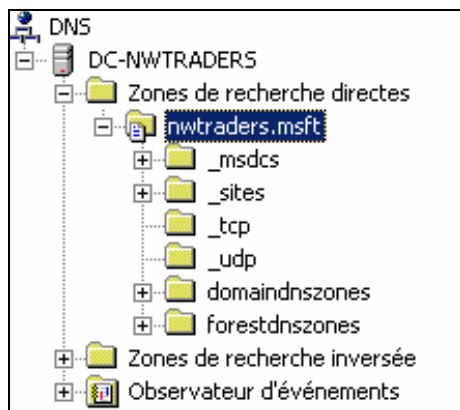 DNS
DC-NWTRADERS
Zones de recherche directes
nwtraders.msft
_msdcs
_sites
_tcp
_udp
domaindnszones
forestdnszones
Zones de recherche inversée
Observateur d'événements